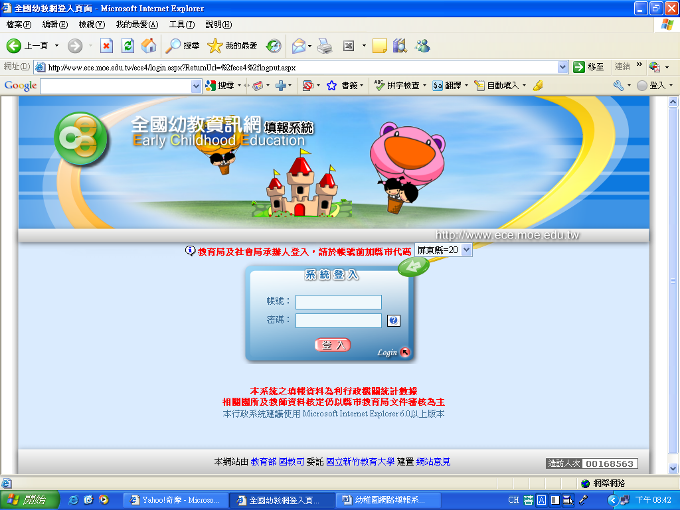 全國幼教網登入頁面 - Microsoft Internet Explorer
檔案(F) 編輯(E) 檢視(V) 我的最愛(A) 工具(T) 說明(H)
上一頁 搜尋 我的最愛
網址(D) http://www.ece.moe.edu.tw/ece4/login.aspx?ReturnUrl=%2fece4%2flogout.aspx 移至 連結 »
Google 搜尋 書籤 拼字檢查 翻譯 自動填入 登入
全國幼教資訊網填報系統
Early Childhood Education
http://www.ece.moe.edu.tw
教育局及社會局承辦人登入，請於帳號前加縣市代碼 屏東縣=20
系統登入
帳號：
密碼：
登入
Login
本系統之填報資料為利行政機關統計數據
相關園所及教師資料核定仍以縣市教育局文件審核為主
本行政系統建議使用 Microsoft Internet Explorer 6.0以上版本
本網站由 教育部 國教司 委託 國立新竹教育大學 建置 網站意見
造訪人次 00168563
網際網路
開始 Yahoo!奇摩 - Micros... 全國幼教網登入頁... 幼稚園網路填報系... CH 下午 08:42